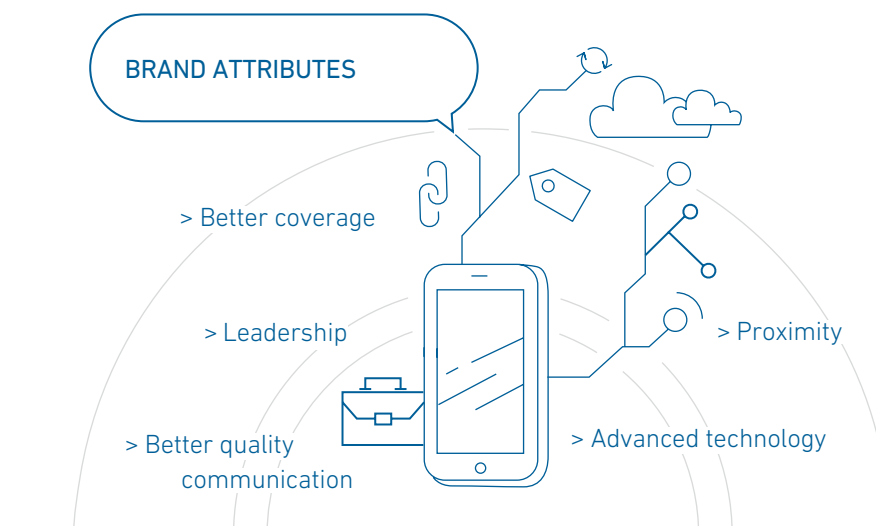 BRAND ATTRIBUTES
> Better coverage
> Leadership
> Proximity
> Better quality
communication
> Advanced technology